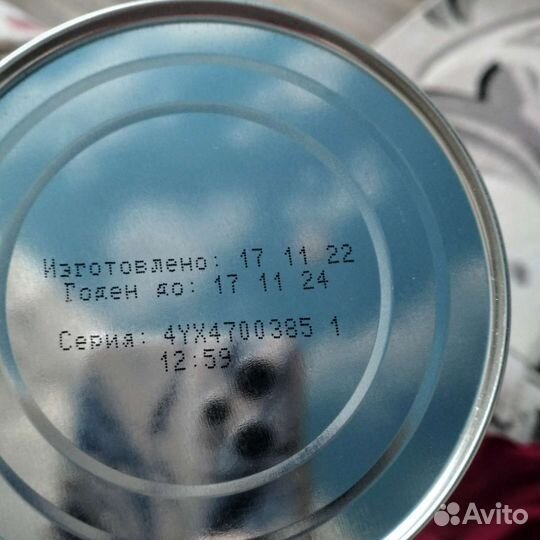 Изготовлено: 17 11 22
Годен до: 17 11 24
Серия: 4YX4700385 1
12:59
Avito